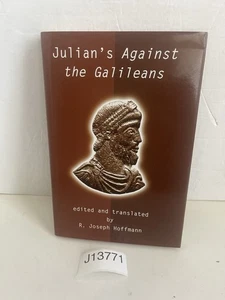 Julian's Against
the Galileans
edited and translated
by
R. Joseph Hoffmann
J13771